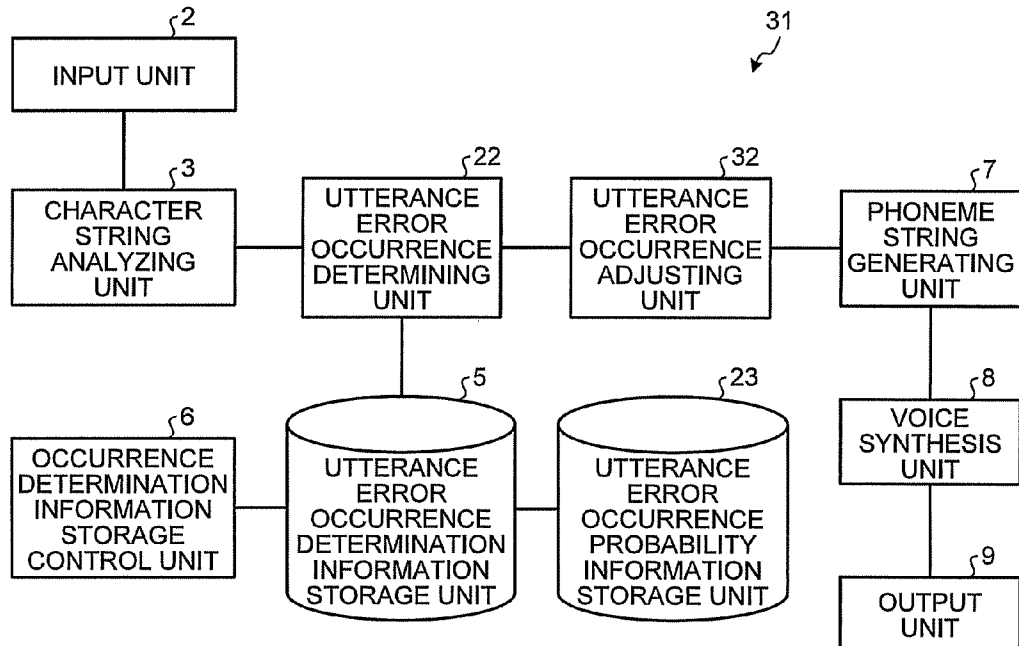 2
INPUT UNIT
31
3
CHARACTER
STRING
ANALYZING
UNIT
22
UTTERANCE
ERROR
OCCURRENCE
DETERMINING
UNIT
32
UTTERANCE
ERROR
OCCURRENCE
ADJUSTING
UNIT
7
PHONEME
STRING
GENERATING
UNIT
6
OCCURRENCE
DETERMINATION
INFORMATION
STORAGE
CONTROL UNIT
5
UTTERANCE
ERROR
OCCURRENCE
DETERMINATION
INFORMATION
STORAGE UNIT
23
UTTERANCE
ERROR
OCCURRENCE
PROBABILITY
INFORMATION
STORAGE UNIT
8
VOICE
SYNTHESIS
UNIT
9
OUTPUT
UNIT